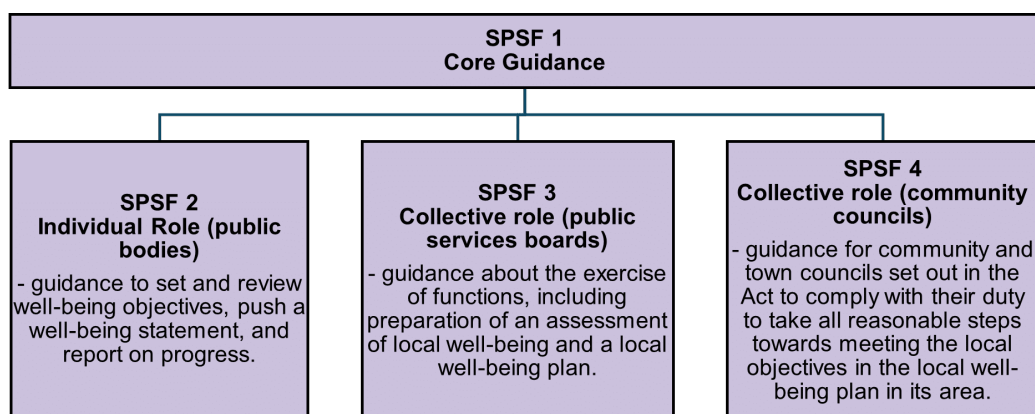 SPSF 1
Core Guidance
SPSF 2
Individual Role (public
bodies)
- guidance to set and review
well-being objectives, push a
well-being statement, and
report on progress.
SPSF 3
Collective role (public
services boards)
- guidance about the exercise
of functions, including
preparation of an assessment
of local well-being and a local
well-being plan.
SPSF 4
Collective role (community
councils)
- guidance for community and
town councils set out in the
Act to comply with their duty
to take all reasonable steps
towards meeting the local
objectives in the local well-
being plan in its area.